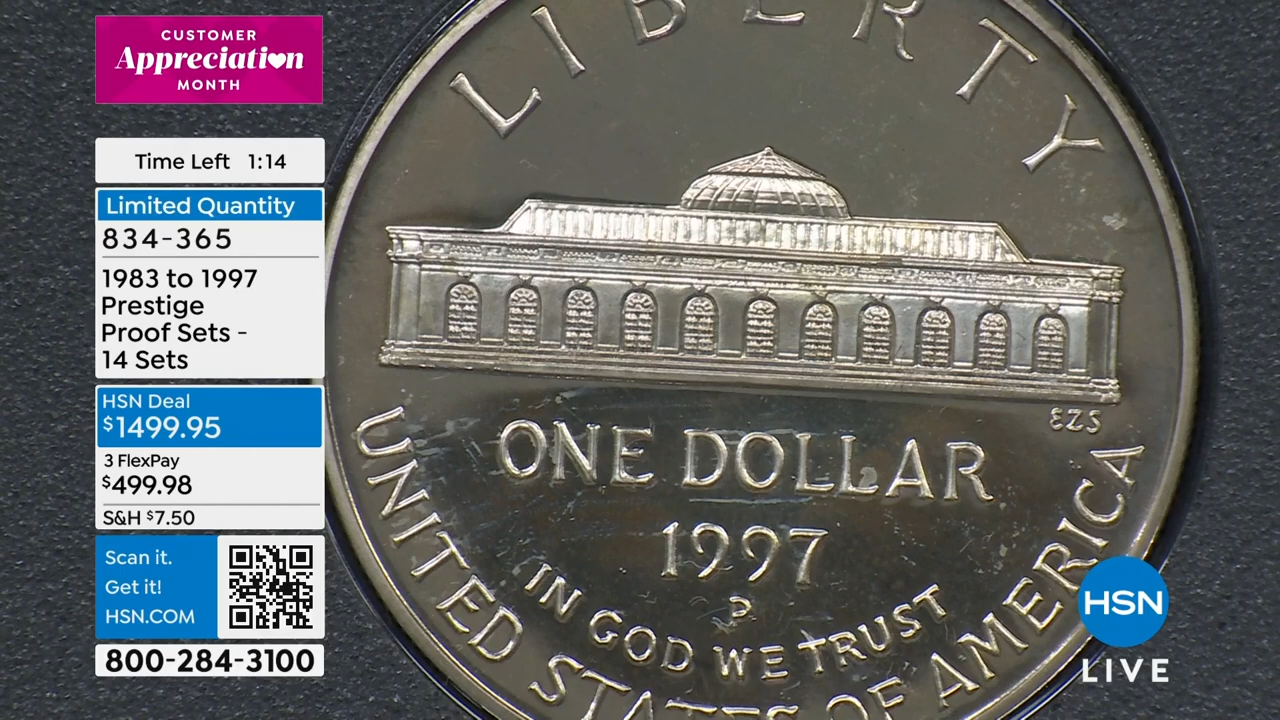 CUSTOMER
Appreciation
MONTH
Time Left 1:14
Limited Quantity
834-365
1983 to 1997
Prestige
Proof Sets -
14 Sets
HSN Deal
$1499.95
3 FlexPay
$499.98
S&H $7.50
Scan it.
Get it!
HSN.COM
800-284-3100
LIBERTY
EZS
ONE DOLLAR
1997
P
IN GOD WE TRUST
UNITED STATES OF AMERICA
HSN
LIVE